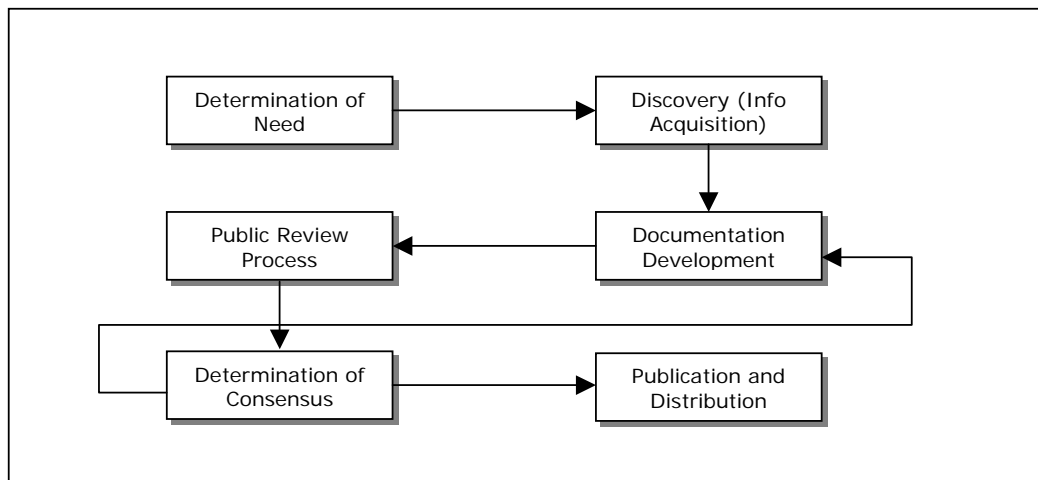 Determination of
Need
Discovery (Info
Acquisition)
Public Review
Process
Documentation
Development
Determination of
Consensus
Publication and
Distribution